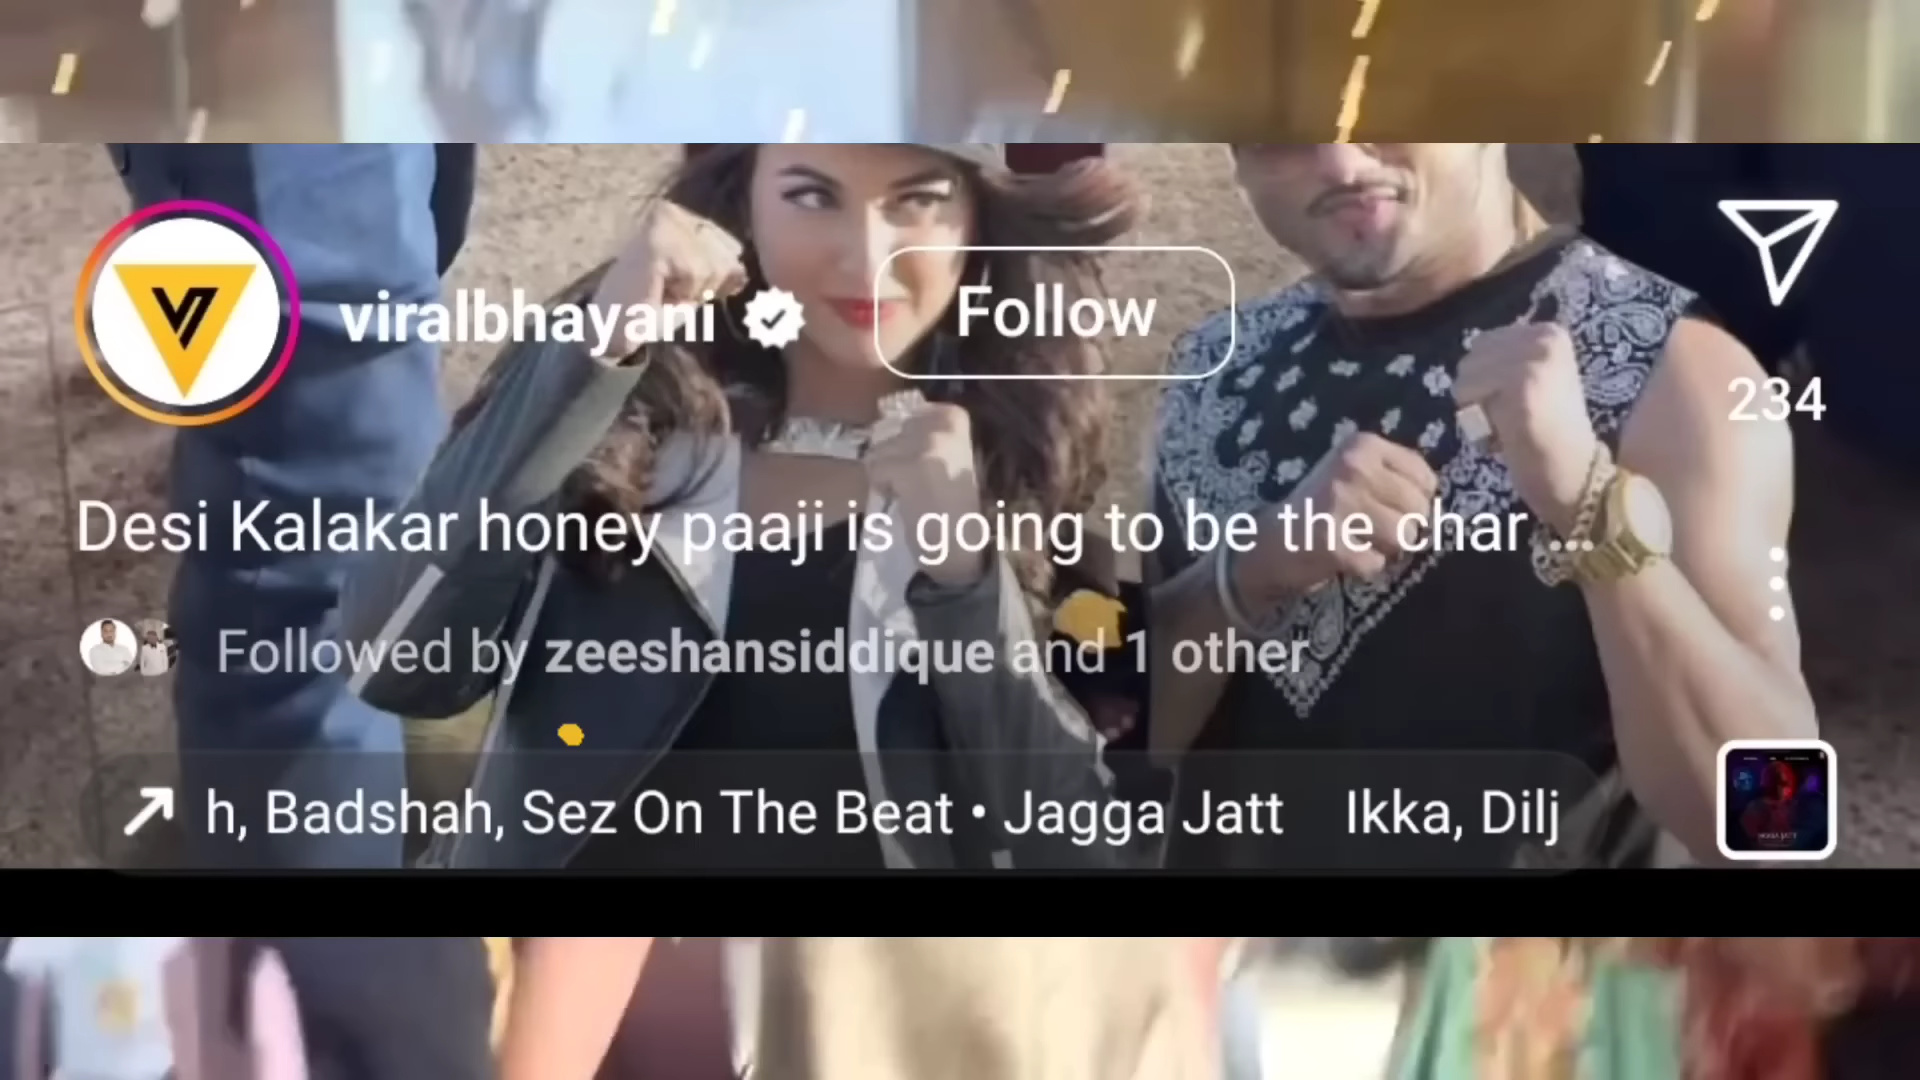 viralbhayani
Follow
234
Desi Kalakar honey paaji is going to be the char ...
Followed by zeeshansiddique and 1 other
h, Badshah, Sez On The Beat • Jagga Jatt Ikka, Dilj